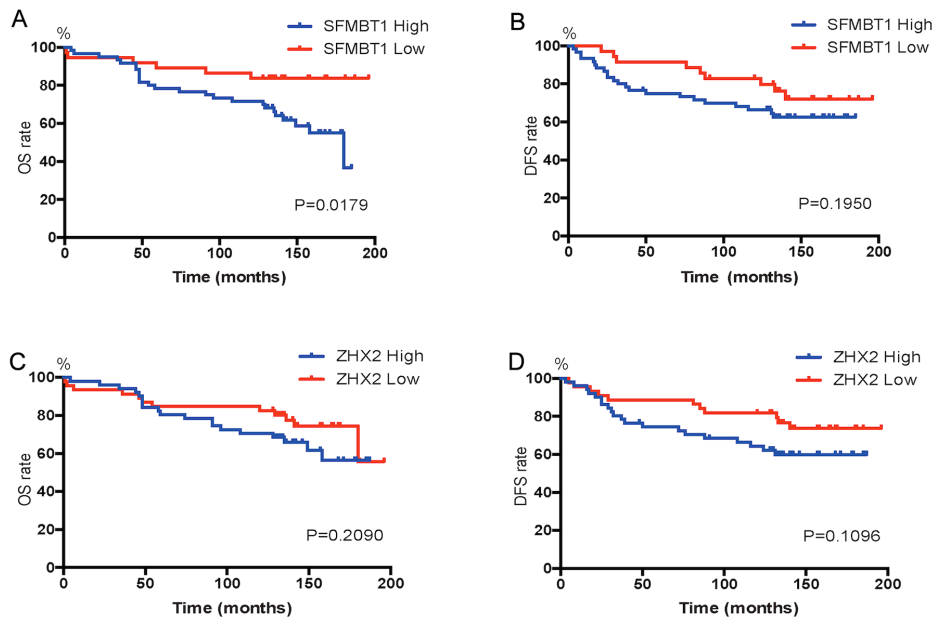 A
SFMBT1 High
SFMBT1 Low
%
100
80
60
40
20
0
OS rate
P=0.0179
0 50 100 150 200
Time (months)
B
SFMBT1 High
SFMBT1 Low
%
100
80
60
40
20
0
DFS rate
P=0.1950
0 50 100 150 200
Time (months)
C
ZHX2 High
ZHX2 Low
%
100
80
60
40
20
0
OS rate
P=0.2090
0 50 100 150 200
Time (months)
D
ZHX2 High
ZHX2 Low
%
100
80
60
40
20
0
DFS rate
P=0.1096
0 50 100 150 200
Time (months)